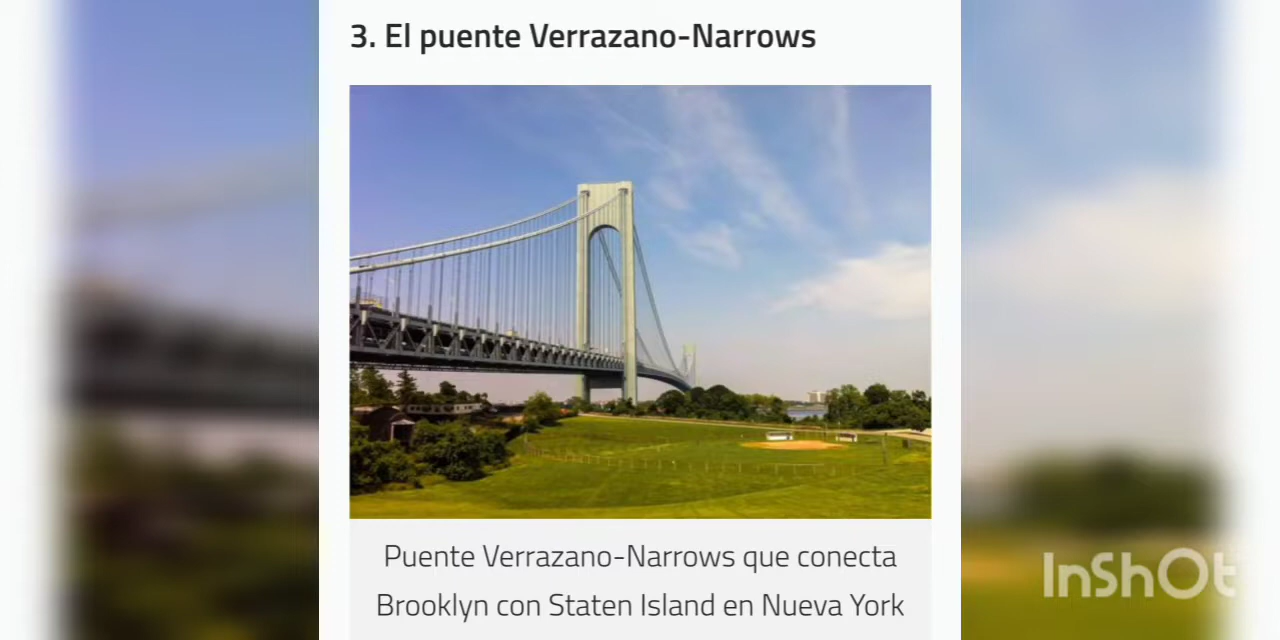 3. El puente Verrazano-Narrows
Puente Verrazano-Narrows que conecta
Brooklyn con Staten Island en Nueva York
InShOt